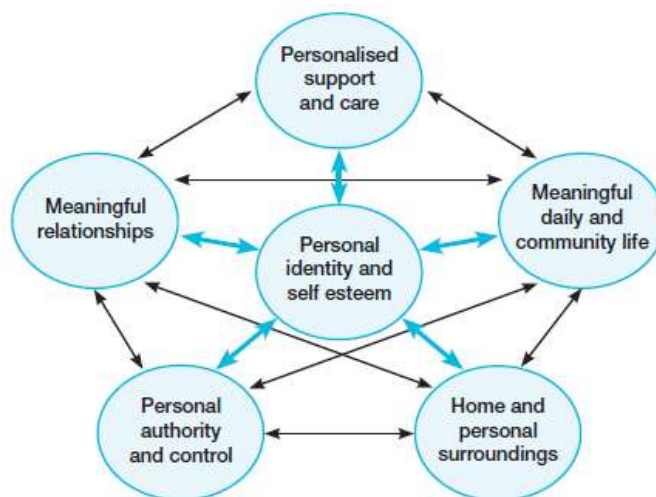 Personalised
support
and care
Meaningful
relationships
Meaningful
daily and
community life
Personal
identity and
self esteem
Personal
authority
and control
Home and
personal
surroundings